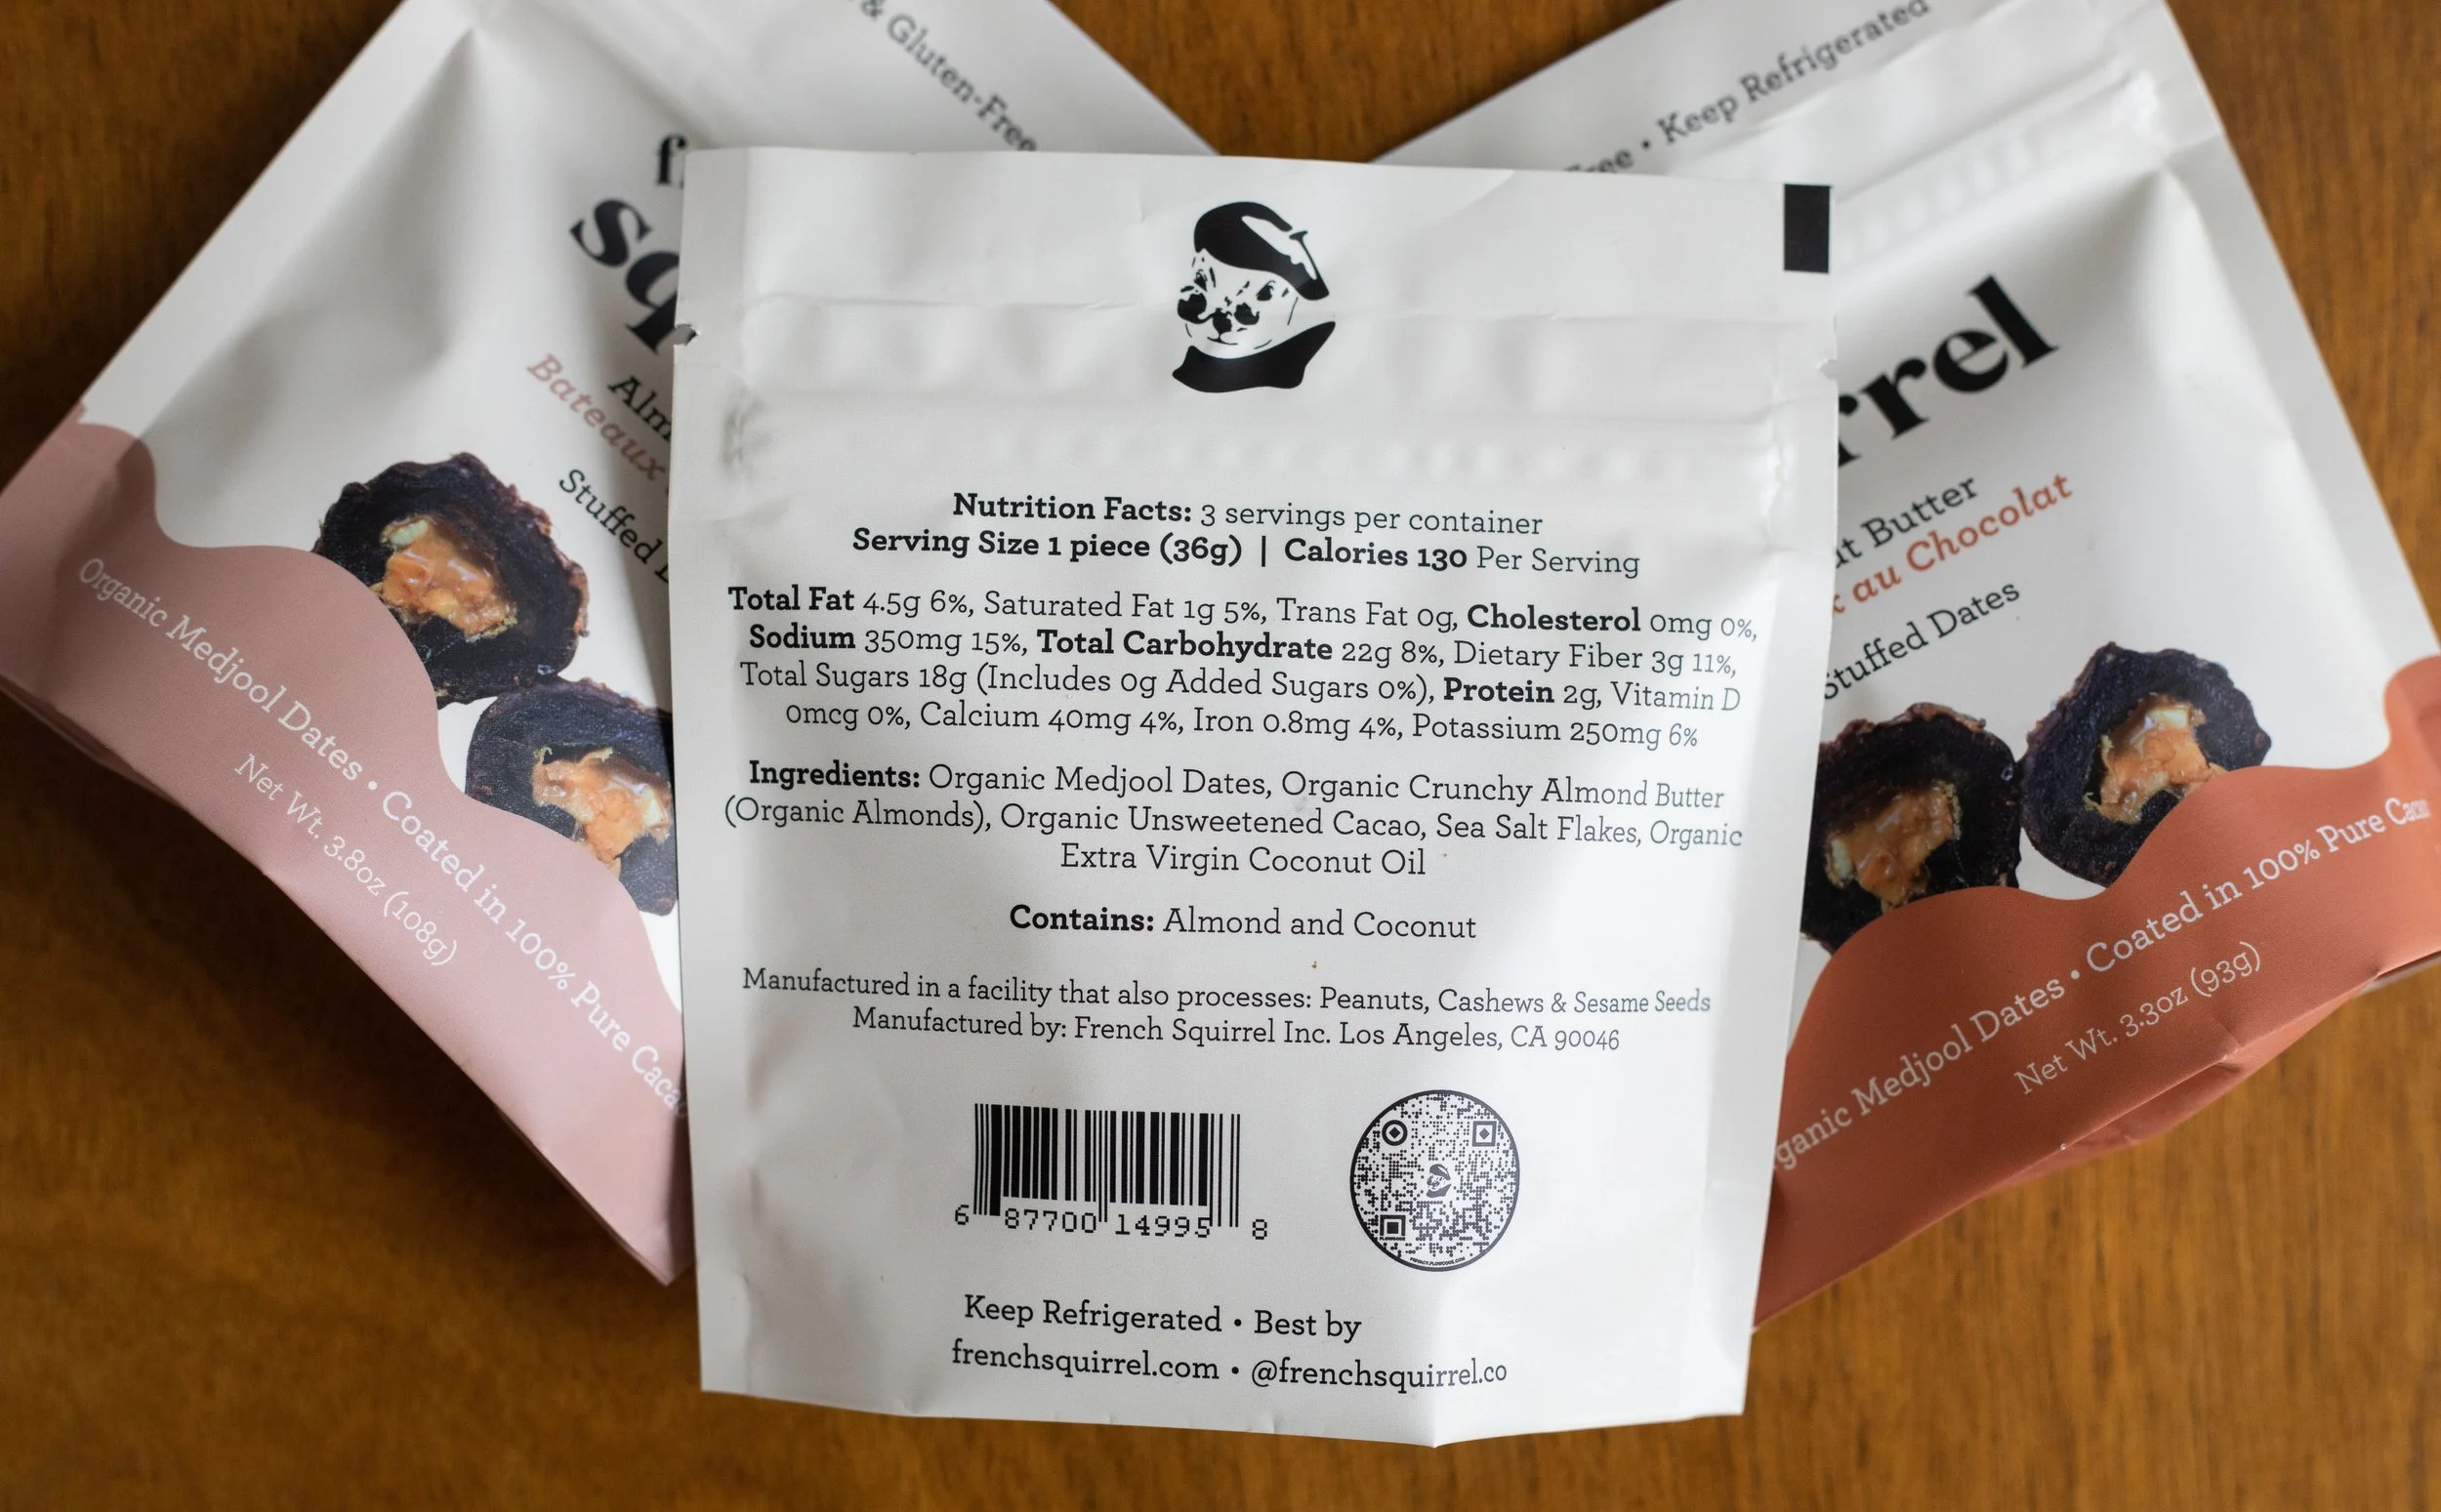 & Gluten-Free
sq
Alm
Bateaux
Stuffed
Organic Medjool Dates • Coated in 100% Pure Cacao
Net Wt. 3.8oz (108g)
Nutrition Facts: 3 servings per container
Serving Size 1 piece (36g) | Calories 130 Per Serving
Total Fat 4.5g 6%, Saturated Fat 1g 5%, Trans Fat 0g, Cholesterol 0mg 0%,
Sodium 350mg 15%, Total Carbohydrate 22g 8%, Dietary Fiber 3g 11%,
Total Sugars 18g (Includes 0g Added Sugars 0%), Protein 2g, Vitamin D
0mcg 0%, Calcium 40mg 4%, Iron 0.8mg 4%, Potassium 250mg 6%
Ingredients: Organic Medjool Dates, Organic Crunchy Almond Butter
(Organic Almonds), Organic Unsweetened Cacao, Sea Salt Flakes, Organic
Extra Virgin Coconut Oil
Contains: Almond and Coconut
Manufactured in a facility that also processes: Peanuts, Cashews & Sesame Seeds
Manufactured by: French Squirrel Inc. Los Angeles, CA 90046
6 87700 14995 8
Keep Refrigerated • Best by
frenchsquirrel.com • @frenchsquirrel.co
ree • Keep Refrigerated
rrel
ut Butter
x au Chocolat
Stuffed Dates
ganic Medjool Dates • Coated in 100% Pure Cacao
Net Wt. 3.3oz (93g)